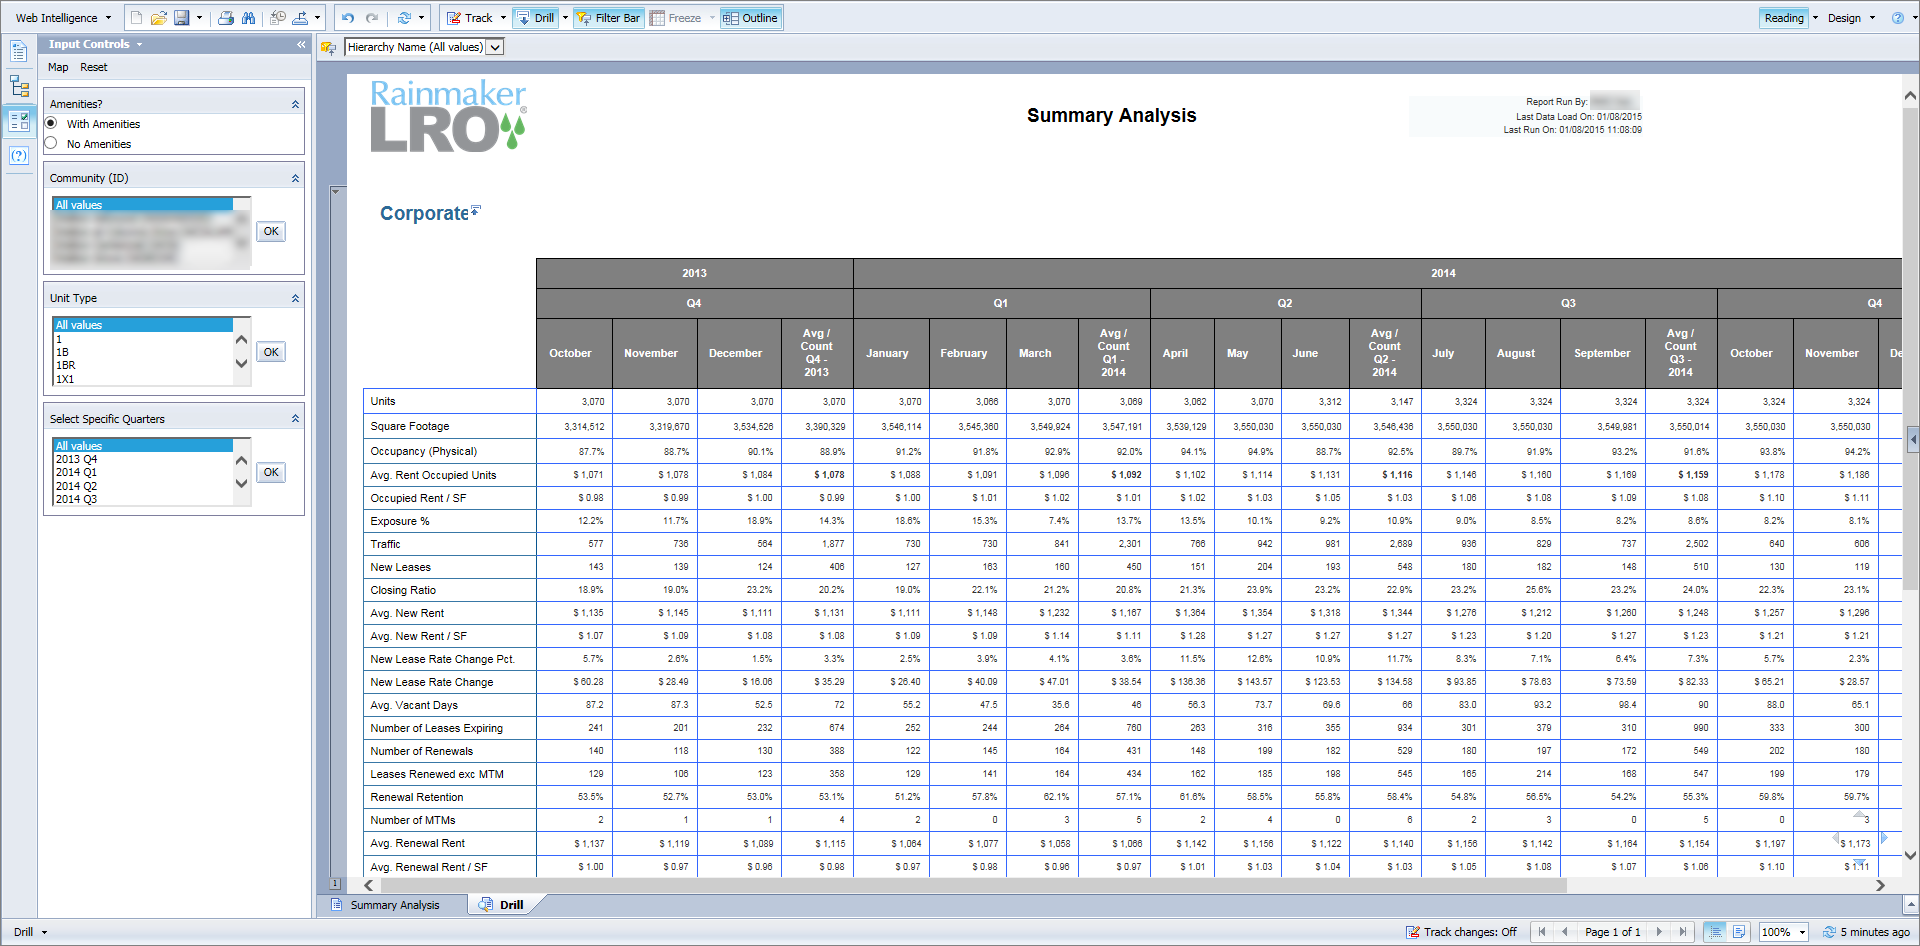 Web Intelligence
Track
Drill
Filter Bar
Freeze
Outline
Reading
Design
Input Controls
Map Reset
Amenities?
With Amenities
No Amenities
Community (ID)
All values
OK
Unit Type
All values
1
1B
1BR
1X1
OK
Select Specific Quarters
All values
2013 Q4
2014 Q1
2014 Q2
2014 Q3
OK
Hierarchy Name (All values)
Rainmaker
LRO®
Summary Analysis
Report Run By:
Last Data Load On: 01/08/2015
Last Run On: 01/08/2015 11:08:09
Corporate
2013 2014
Q4 Q1 Q2 Q3 Q4
October November December Avg / Count Q4 - 2013 January February March Avg / Count Q1 - 2014 April May June Avg / Count Q2 - 2014 July August September Avg / Count Q3 - 2014 October November De
Units 3,070 3,070 3,070 3,070 3,070 3,066 3,070 3,069 3,062 3,070 3,312 3,147 3,324 3,324 3,324 3,324 3,324 3,324
Square Footage 3,314,512 3,319,670 3,534,526 3,390,329 3,546,114 3,545,360 3,549,924 3,547,191 3,539,129 3,550,030 3,550,030 3,546,436 3,550,030 3,550,030 3,549,981 3,550,014 3,550,030 3,550,030
Occupancy (Physical) 87.7% 88.7% 90.1% 88.9% 91.2% 91.8% 92.9% 92.0% 94.1% 94.9% 88.7% 92.5% 89.7% 91.9% 93.2% 91.6% 93.8% 94.2%
Avg. Rent Occupied Units $ 1,071 $ 1,078 $ 1,084 $ 1,078 $ 1,088 $ 1,091 $ 1,096 $ 1,092 $ 1,102 $ 1,114 $ 1,131 $ 1,116 $ 1,146 $ 1,160 $ 1,169 $ 1,159 $ 1,178 $ 1,186
Occupied Rent / SF $ 0.98 $ 0.99 $ 1.00 $ 0.99 $ 1.00 $ 1.01 $ 1.02 $ 1.01 $ 1.02 $ 1.03 $ 1.05 $ 1.03 $ 1.06 $ 1.08 $ 1.09 $ 1.08 $ 1.10 $ 1.11
Exposure % 12.2% 11.7% 18.9% 14.3% 18.6% 15.3% 7.4% 13.7% 13.5% 10.1% 9.2% 10.9% 9.0% 8.5% 8.2% 8.6% 8.2% 8.1%
Traffic 577 736 564 1,877 730 730 841 2,301 766 942 981 2,689 936 829 737 2,502 640 606
New Leases 143 139 124 406 127 163 160 450 151 204 193 548 180 182 148 510 130 119
Closing Ratio 18.9% 19.0% 23.2% 20.2% 19.0% 22.1% 21.2% 20.8% 21.3% 23.9% 23.2% 22.9% 23.2% 25.6% 23.2% 24.0% 22.3% 23.1%
Avg. New Rent $ 1,135 $ 1,145 $ 1,111 $ 1,131 $ 1,111 $ 1,148 $ 1,232 $ 1,167 $ 1,364 $ 1,354 $ 1,318 $ 1,344 $ 1,276 $ 1,212 $ 1,260 $ 1,248 $ 1,257 $ 1,296
Avg. New Rent / SF $ 1.07 $ 1.09 $ 1.08 $ 1.08 $ 1.09 $ 1.09 $ 1.14 $ 1.11 $ 1.28 $ 1.27 $ 1.27 $ 1.27 $ 1.23 $ 1.20 $ 1.27 $ 1.23 $ 1.21 $ 1.21
New Lease Rate Change Pct. 5.7% 2.6% 1.5% 3.3% 2.5% 3.9% 4.1% 3.6% 11.5% 12.6% 10.9% 11.7% 8.3% 7.1% 6.4% 7.3% 5.7% 2.3%
New Lease Rate Change $ 60.28 $ 28.49 $ 16.06 $ 35.29 $ 26.40 $ 40.09 $ 47.01 $ 38.54 $ 136.36 $ 143.57 $ 123.53 $ 134.58 $ 93.85 $ 78.63 $ 73.59 $ 82.33 $ 65.21 $ 28.57
Avg. Vacant Days 87.2 87.3 52.5 72 55.2 47.5 35.6 46 56.3 73.7 69.6 66 83.0 93.2 98.4 90 88.0 65.1
Number of Leases Expiring 241 201 232 674 252 244 264 760 263 316 355 934 301 379 310 990 333 300
Number of Renewals 140 118 130 388 122 145 164 431 148 199 182 529 180 197 172 549 202 180
Leases Renewed exc MTM 129 106 123 358 129 141 164 434 162 185 198 545 165 214 168 547 199 179
Renewal Retention 53.5% 52.7% 53.0% 53.1% 51.2% 57.8% 62.1% 57.1% 61.6% 58.5% 55.8% 58.4% 54.8% 56.5% 54.2% 55.3% 59.8% 59.7%
Number of MTMs 2 1 1 4 2 0 3 5 2 4 0 6 2 3 0 5 0 3
Avg. Renewal Rent $ 1,137 $ 1,119 $ 1,089 $ 1,115 $ 1,064 $ 1,077 $ 1,058 $ 1,066 $ 1,142 $ 1,156 $ 1,122 $ 1,140 $ 1,156 $ 1,142 $ 1,164 $ 1,154 $ 1,197 $ 1,173
Avg. Renewal Rent / SF $ 1.00 $ 0.97 $ 0.96 $ 0.98 $ 0.97 $ 0.98 $ 0.96 $ 0.97 $ 1.01 $ 1.03 $ 1.04 $ 1.03 $ 1.05 $ 1.08 $ 1.07 $ 1.06 $ 1.10 $ 1.11
1
Summary Analysis
Drill
Drill
Track changes: Off
Page 1 of 1
100%
5 minutes ago